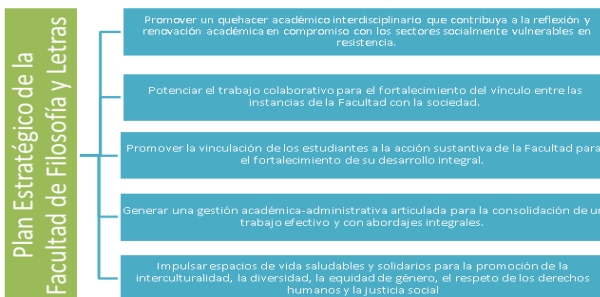 Plan Estratégico de la
Facultad de Filosofía y Letras
Promover un quehacer académico interdisciplinario que contribuya a la reflexión y
renovación académica en compromiso con los sectores socialmente vulnerables en
resistencia.
Potenciar el trabajo colaborativo para el fortalecimiento del vínculo entre las
instancias de la Facultad con la sociedad.
Promover la vinculación de los estudiantes a la acción sustantiva de la Facultad para
el fortalecimiento de su desarrollo integral.
Generar una gestión académica-administrativa articulada para la consolidación de un
trabajo efectivo y con abordajes integrales.
Impulsar espacios de vida saludables y solidarios para la promoción de la
interculturalidad, la diversidad, la equidad de género, el respeto de los derechos
humanos y la justicia social